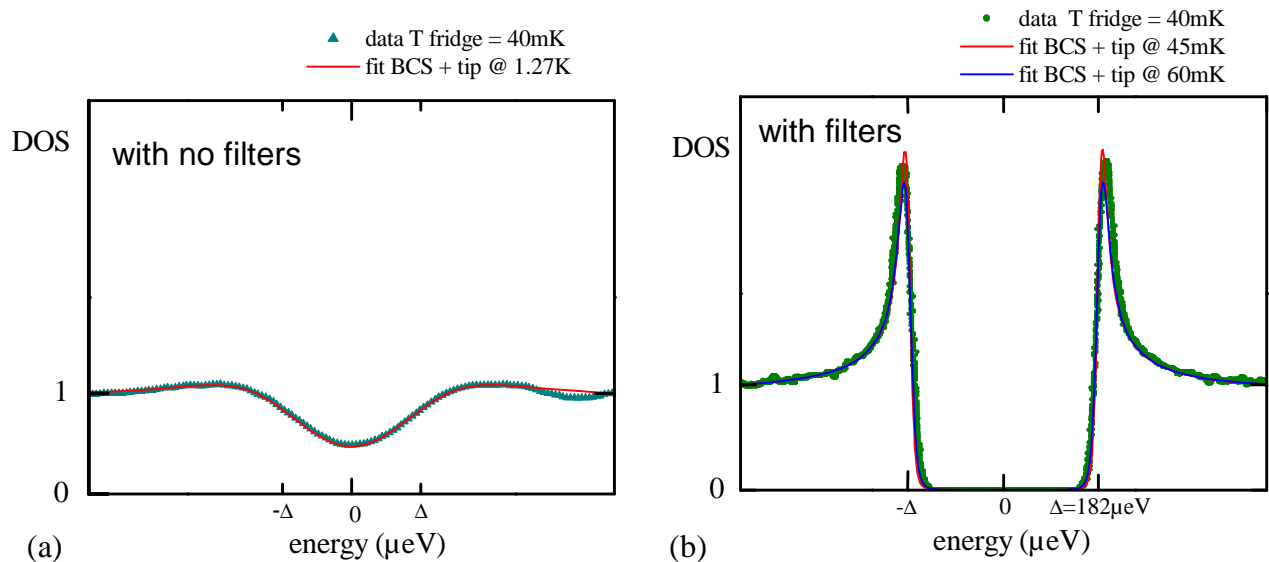 data T fridge = 40mK
fit BCS + tip @ 1.27K
DOS
with no filters
1
0
-Δ
0
Δ
energy (µeV)
(a)
data T fridge = 40mK
fit BCS + tip @ 45mK
fit BCS + tip @ 60mK
DOS
with filters
1
0
-Δ
0
Δ=182µeV
energy (µeV)
(b)